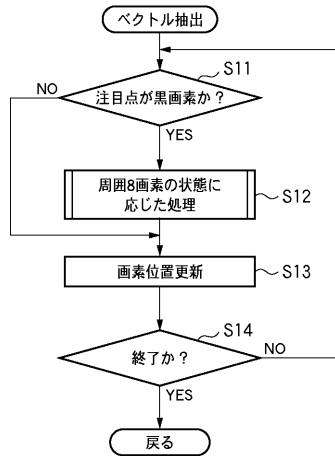 ベクトル抽出
S11
注目点が黒画素か?
NO
YES
周囲8画素の状態に
応じた処理
S12
画素位置更新
S13
S14
終了か?
NO
YES
戻る